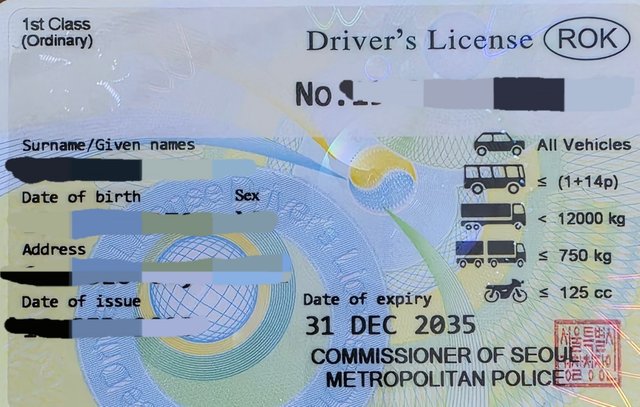 1st Class
(Ordinary)
Driver's License ROK
No.
Surname/Given names
Date of birth Sex
Address
Date of issue
All Vehicles
≤ (1+14p)
< 12000 kg
≤ 750 kg
≤ 125 cc
Date of expiry
31 DEC 2035
COMMISSIONER OF SEOUL
METROPOLITAN POLICE